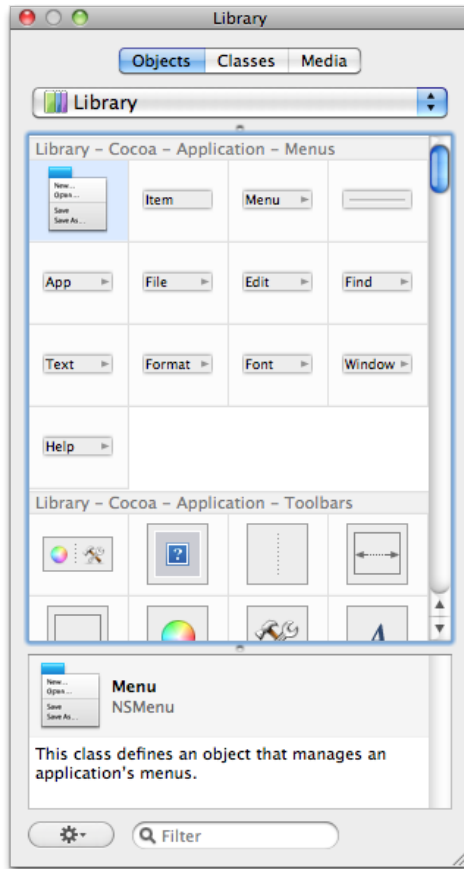 Library
Objects Classes Media
Library
Library – Cocoa – Application – Menus
New...
Open...
Save
Save As...
Item
Menu
App
File
Edit
Find
Text
Format
Font
Window
Help
Library – Cocoa – Application – Toolbars
?
A
New...
Open...
Save
Save As...
Menu
NSMenu
This class defines an object that manages an
application's menus.
Filter